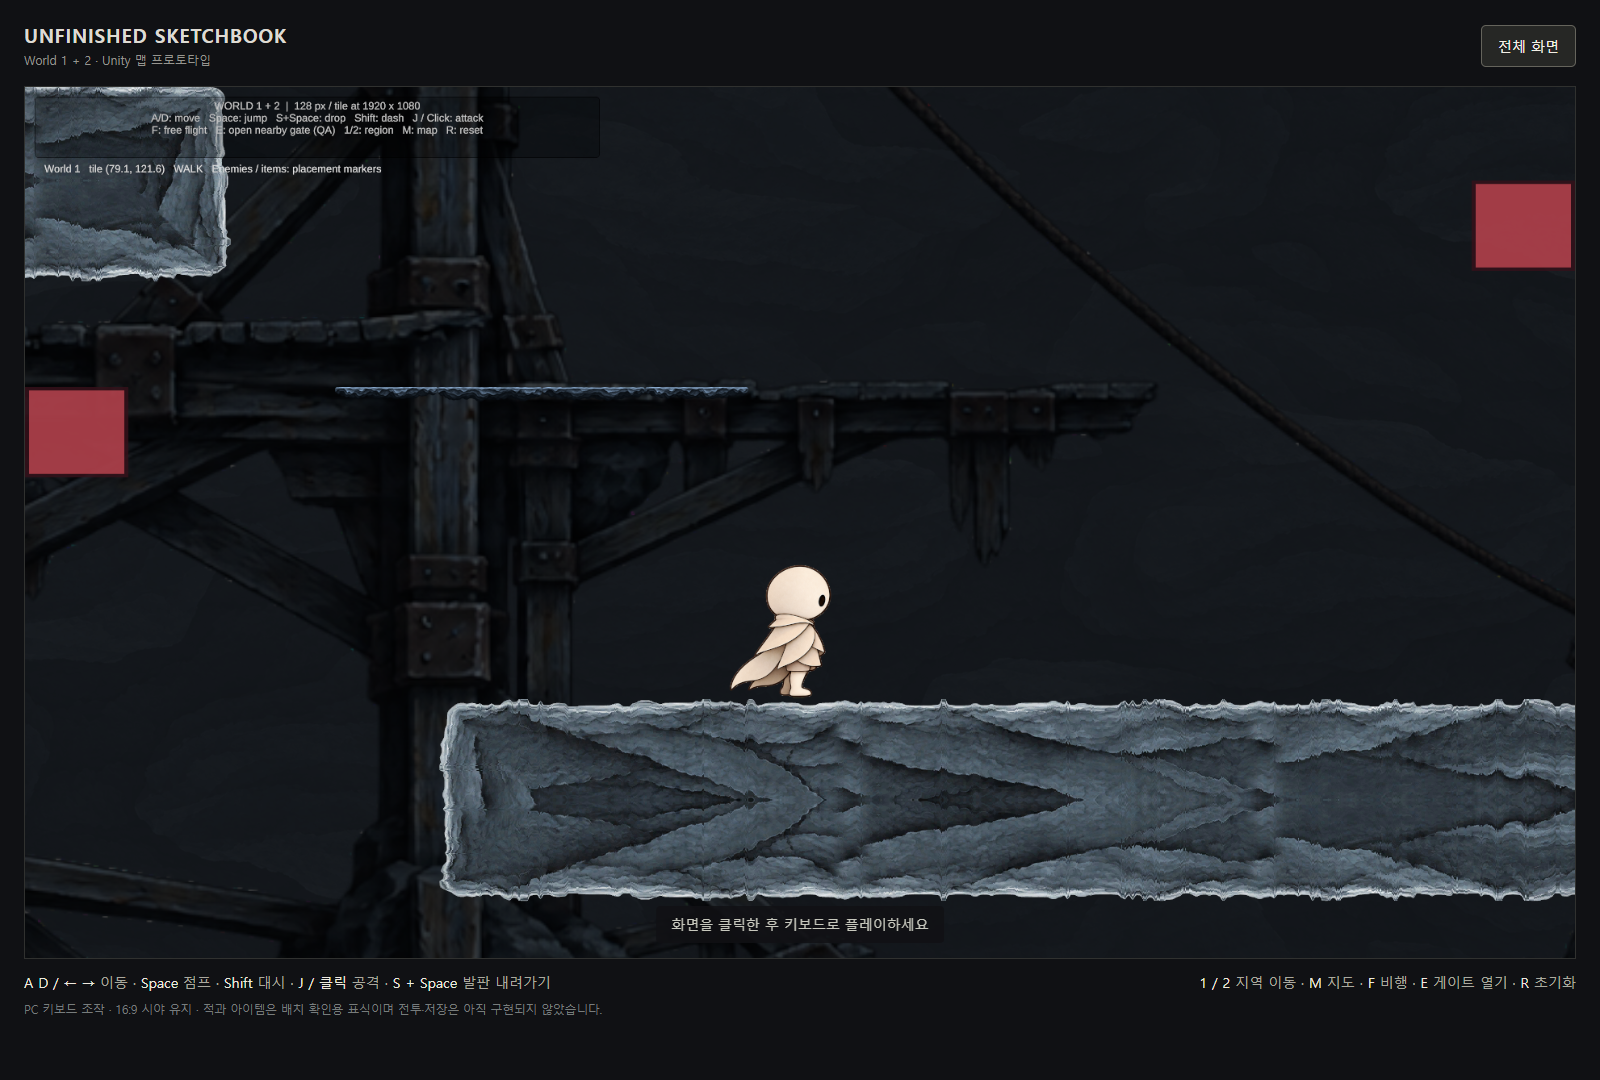 UNFINISHED SKETCHBOOK
World 1 + 2 · Unity 맵 프로토타입
전체 화면
WORLD 1 + 2 | 128 px / tile at 1920 x 1080
A/D: move Space: jump S+Space: drop Shift: dash J / Click: attack
F: free flight E: open nearby gate (QA) 1/2: region M: map R: reset
World 1 tile (79.1, 121.6) WALK Enemies / items: placement markers
화면을 클릭한 후 키보드로 플레이하세요
A D / ← → 이동 · Space 점프 · Shift 대시 · J / 클릭 공격 · S + Space 발판 내려가기
1 / 2 지역 이동 · M 지도 · F 비행 · E 게이트 열기 · R 초기화
PC 키보드 조작 · 16:9 시야 유지 · 적과 아이템은 배치 확인용 표식이며 전투·저장은 아직 구현되지 않았습니다.